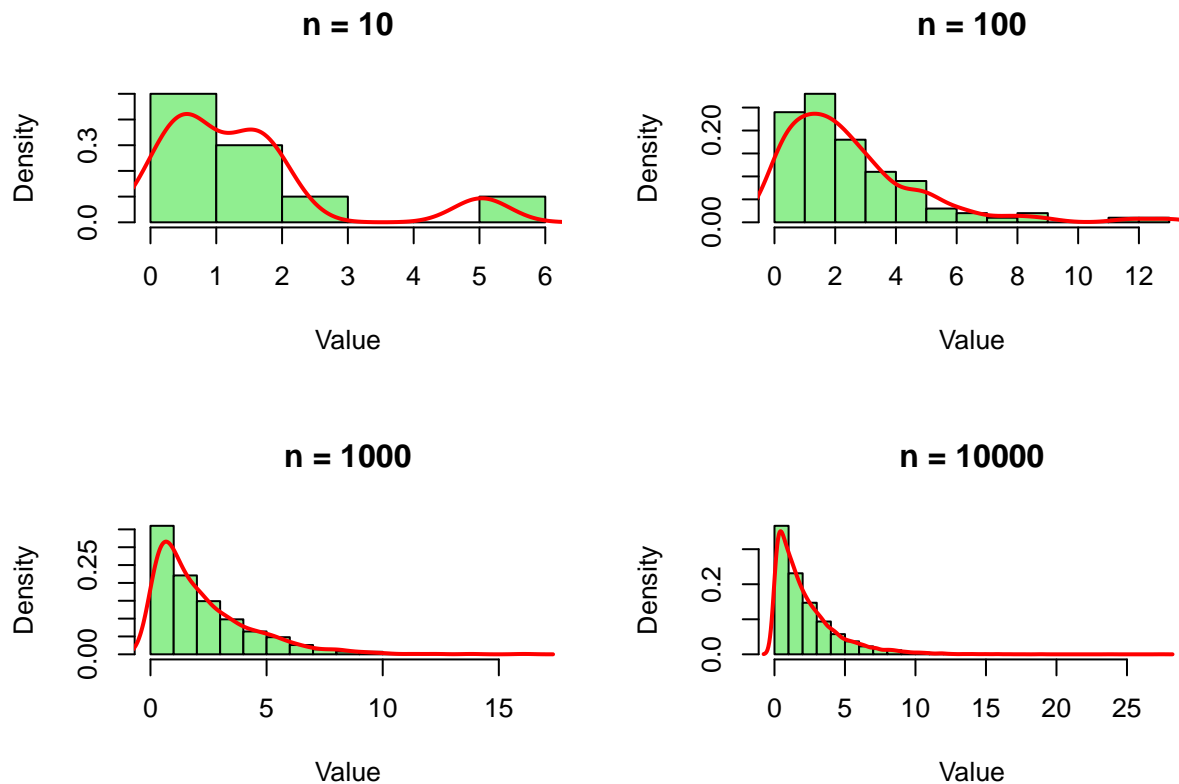 n = 10
Density
0.0 0.3
0 1 2 3 4 5 6
Value
n = 100
Density
0.00 0.20
0 2 4 6 8 10 12
Value
n = 1000
Density
0.00 0.25
0 5 10 15
Value
n = 10000
Density
0.0 0.2
0 5 10 15 20 25
Value